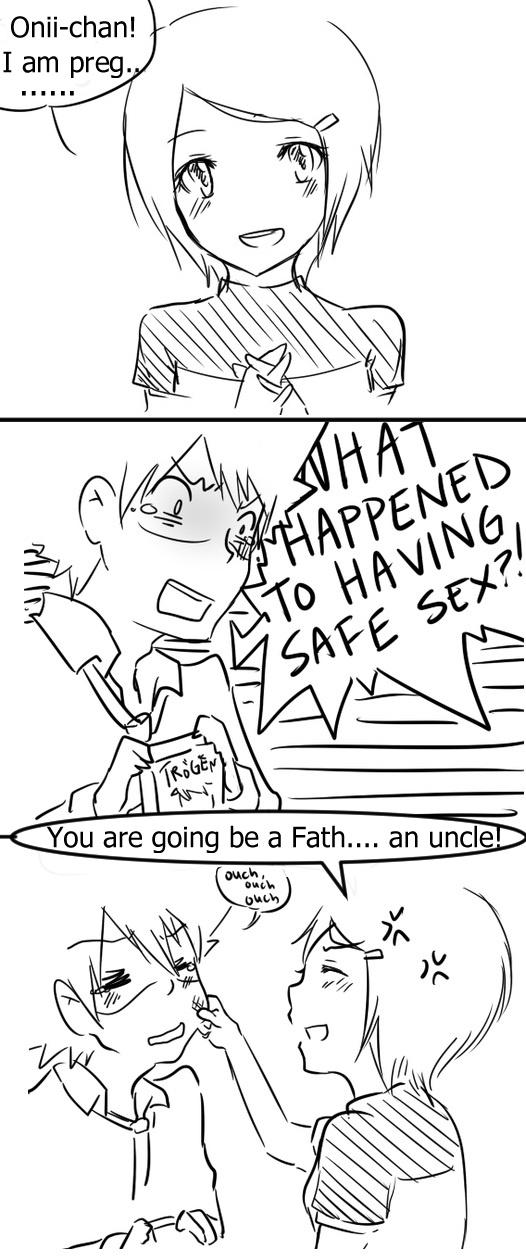 Onii-chan!
I am preg..
......
WHAT
HAPPENED
TO HAVING
SAFE SEX?!
TROGEN
You are going be a Fath.... an uncle!
ouch,
ouch
ouch